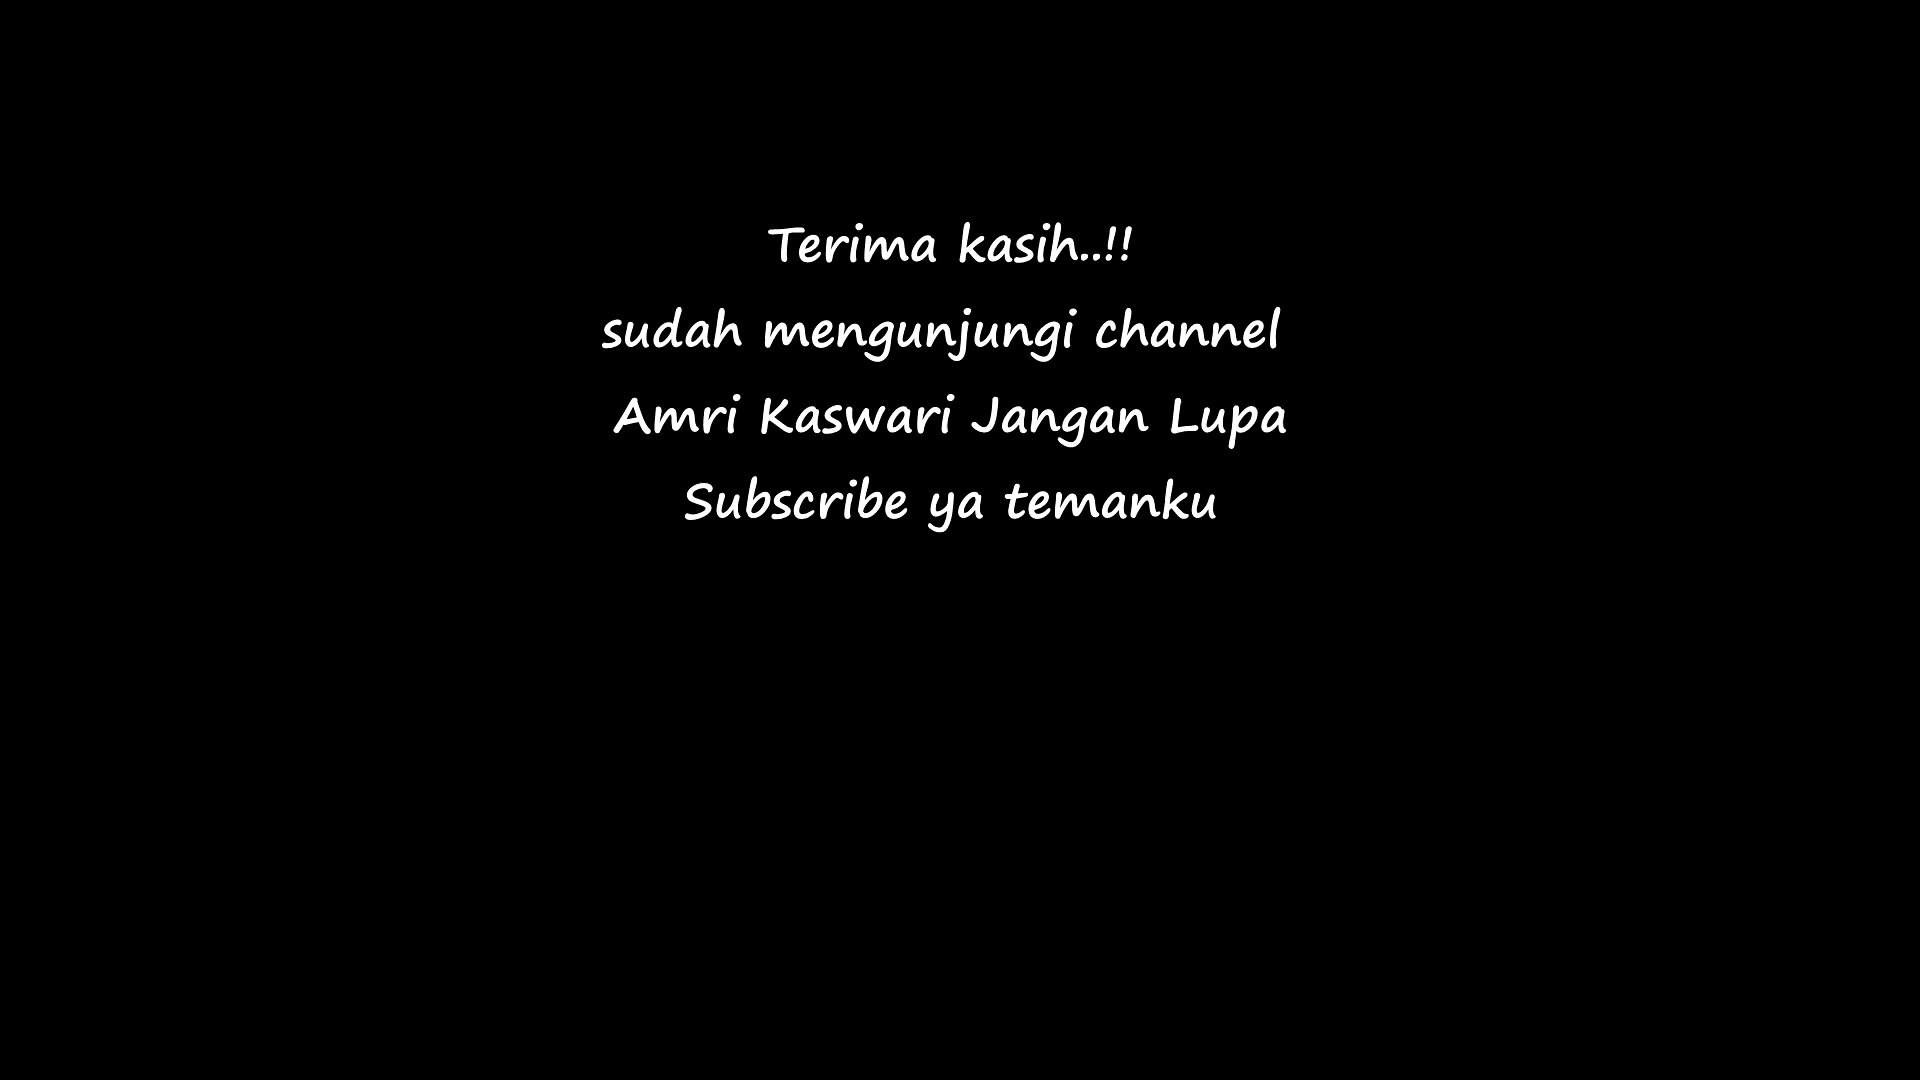 Terima kasih..!!
sudah mengunjungi channel
Amri Kaswari Jangan Lupa
Subscribe ya temanku